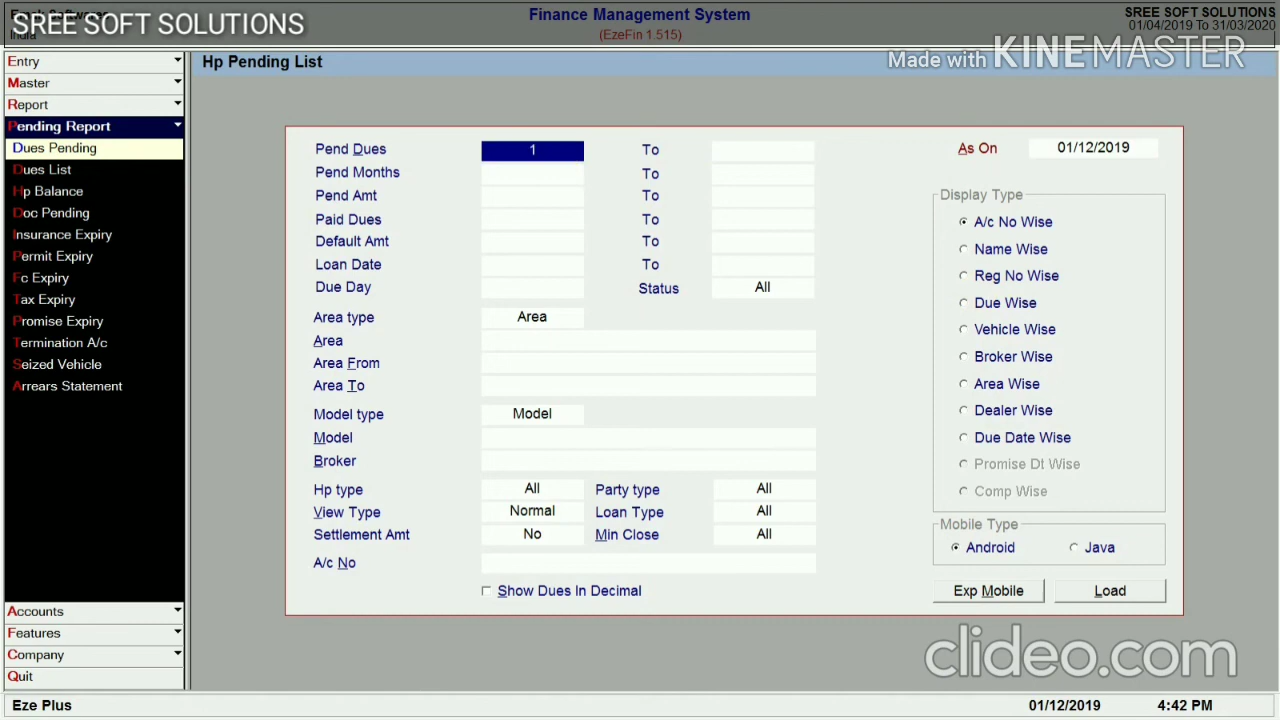 SREE SOFT SOLUTIONS
India
Finance Management System
(EzeFin 1.515)
SREE SOFT SOLUTIONS
01/04/2019 To 31/03/2020
Made with KINEMASTER
Entry
Master
Report
Pending Report
Dues Pending
Dues List
Hp Balance
Doc Pending
Insurance Expiry
Permit Expiry
Fc Expiry
Tax Expiry
Promise Expiry
Termination A/c
Seized Vehicle
Arrears Statement
Accounts
Features
Company
Quit
Hp Pending List
Pend Dues 1 To
Pend Months To
Pend Amt To
Paid Dues To
Default Amt To
Loan Date To
Due Day Status All
Area type Area
Area
Area From
Area To
Model type Model
Model
Broker
Hp type All Party type All
View Type Normal Loan Type All
Settlement Amt No Min Close All
A/c No
Show Dues In Decimal
As On 01/12/2019
Display Type
A/c No Wise
Name Wise
Reg No Wise
Due Wise
Vehicle Wise
Broker Wise
Area Wise
Dealer Wise
Due Date Wise
Promise Dt Wise
Comp Wise
Mobile Type
Android Java
Exp Mobile Load
clideo.com
Eze Plus 01/12/2019 4:42 PM